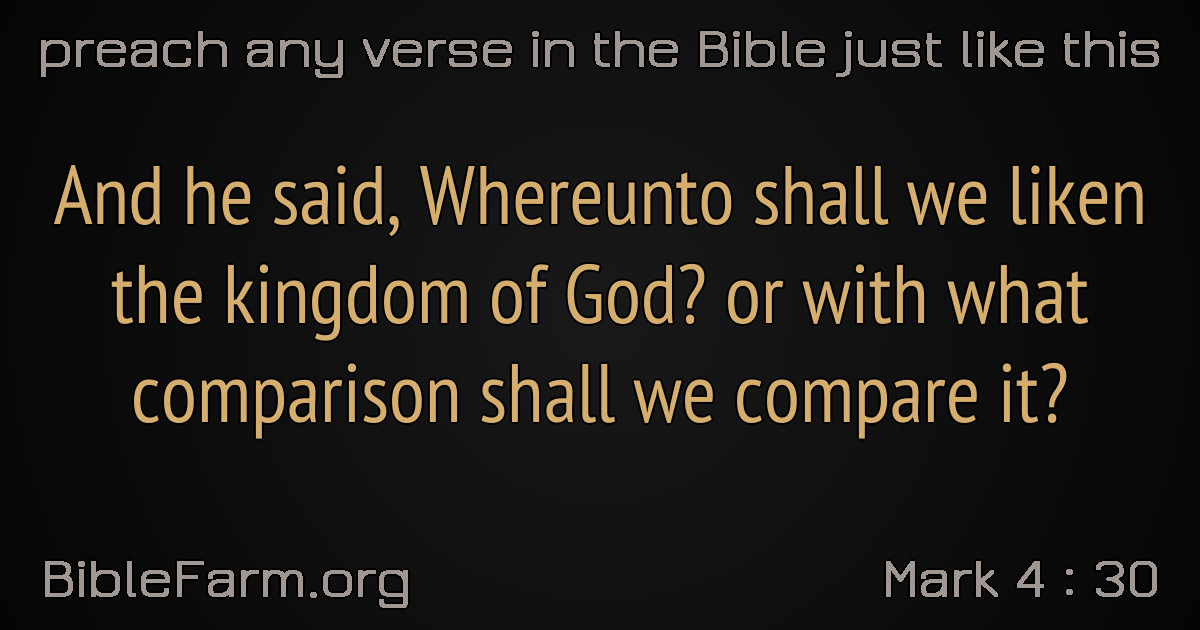 preach any verse in the Bible just like this
And he said, Whereunto shall we liken
the kingdom of God? or with what
comparison shall we compare it?
BibleFarm.org
Mark 4 : 30